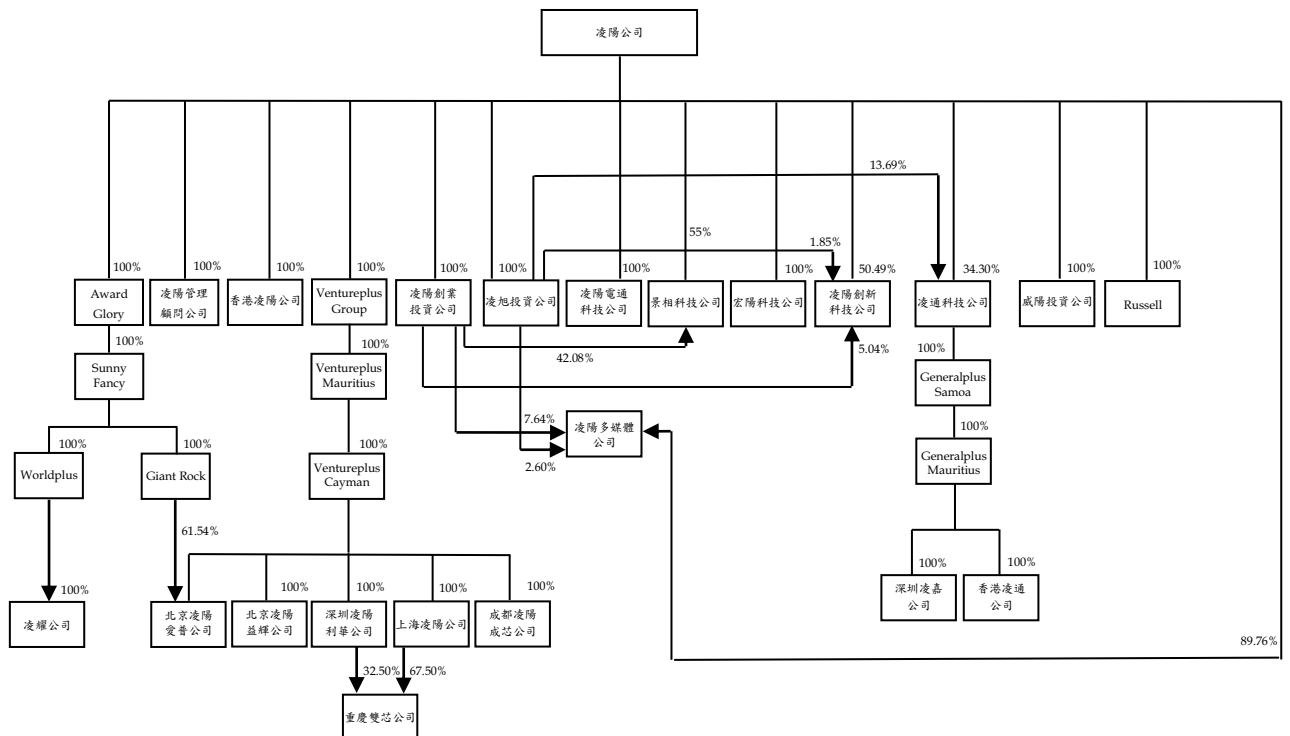 凌陽公司
13.69%
55%
1.85%
100%
100%
100%
100%
100%
100%
100%
100%
50.49%
34.30%
100%
100%
Award
Glory
凌陽管理
顧問公司
香港凌陽公司
Ventureplus
Group
凌陽創業
投資公司
凌旭投資公司
凌陽電通
科技公司
景相科技公司
宏陽科技公司
凌陽創新
科技公司
凌通科技公司
威陽投資公司
Russell
100%
100%
42.08%
5.04%
100%
Sunny
Fancy
Ventureplus
Mauritius
Generalplus
Samoa
7.64%
凌陽多媒體
公司
2.60%
100%
100%
100%
100%
Worldplus
Giant Rock
Ventureplus
Cayman
Generalplus
Mauritius
61.54%
100%
100%
100%
100%
100%
100%
100%
凌耀公司
北京凌陽
愛普公司
北京凌陽
益輝公司
深圳凌陽
利華公司
上海凌陽公司
成都凌陽
成芯公司
深圳凌嘉
公司
香港凌通
公司
89.76%
32.50%
67.50%
重慶雙芯公司